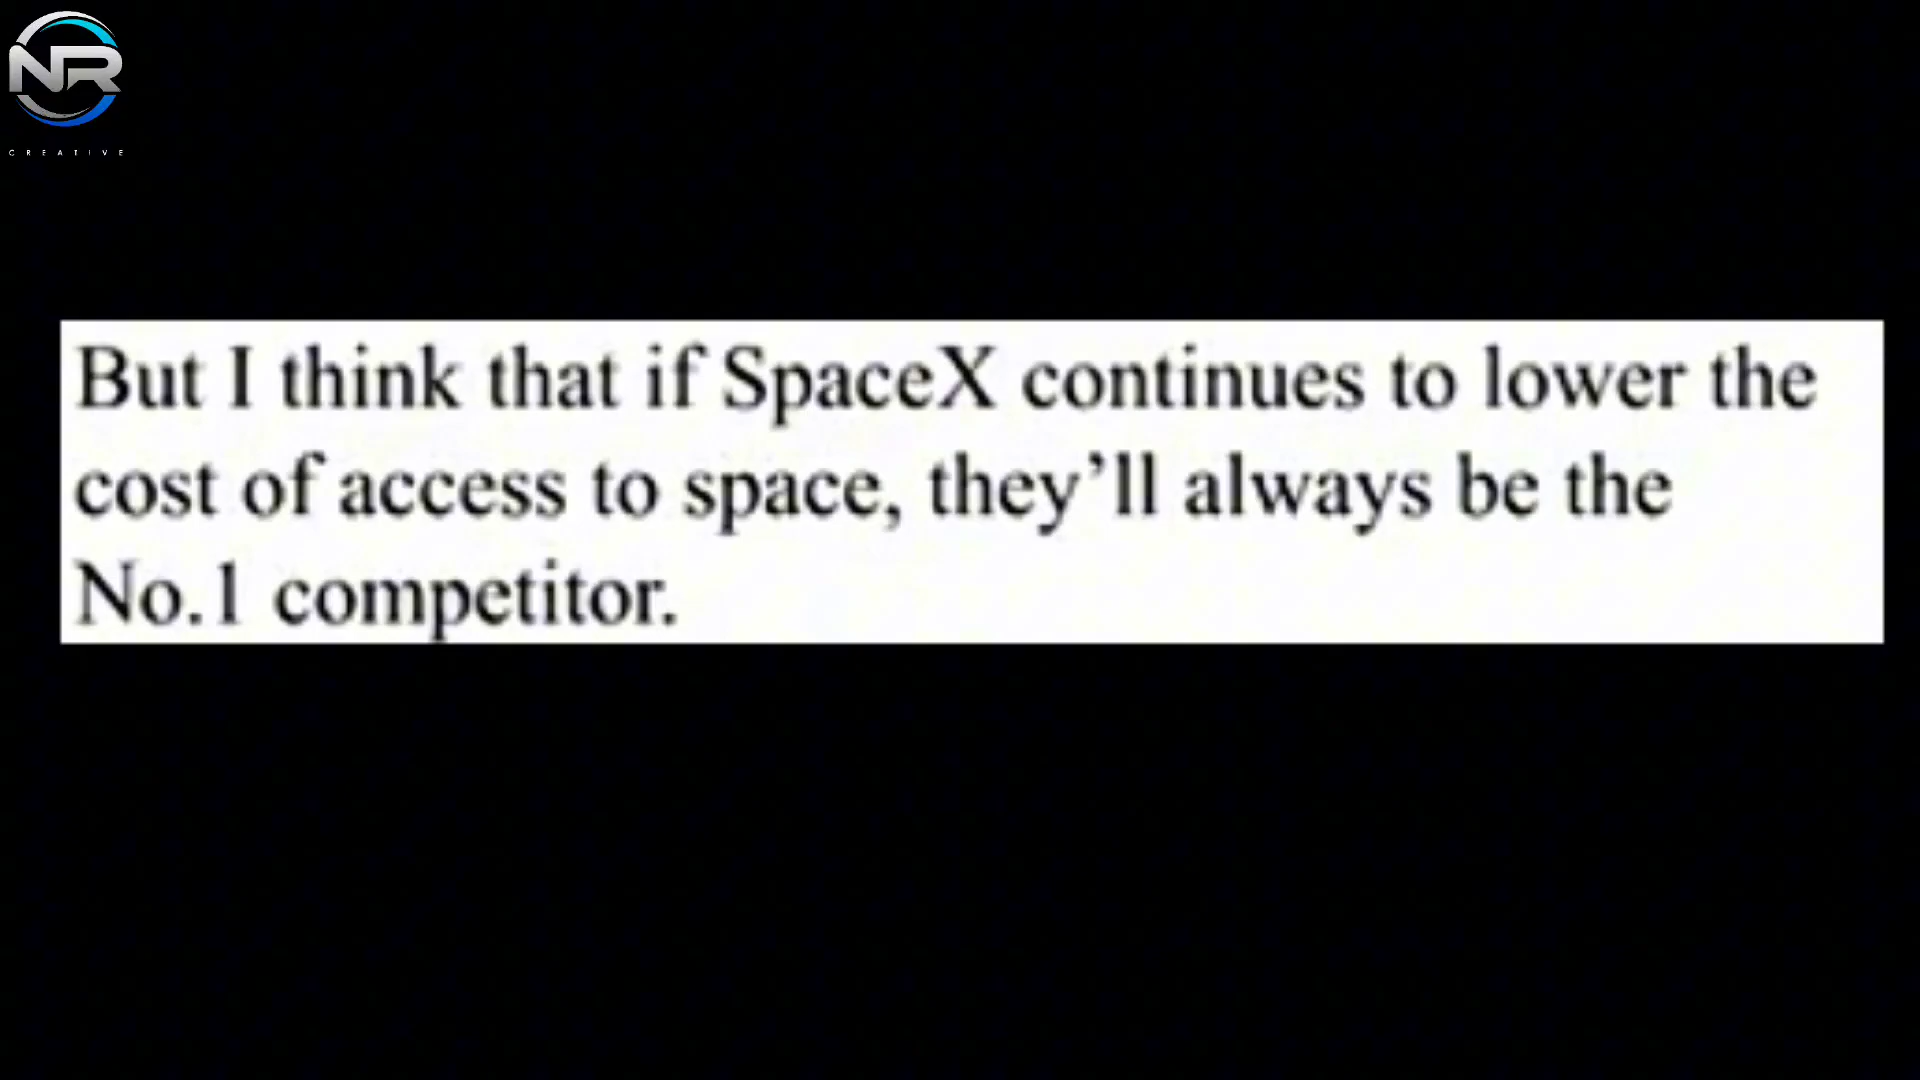 NR
CREATIVE
But I think that if SpaceX continues to lower the
cost of access to space, they’ll always be the
No.1 competitor.